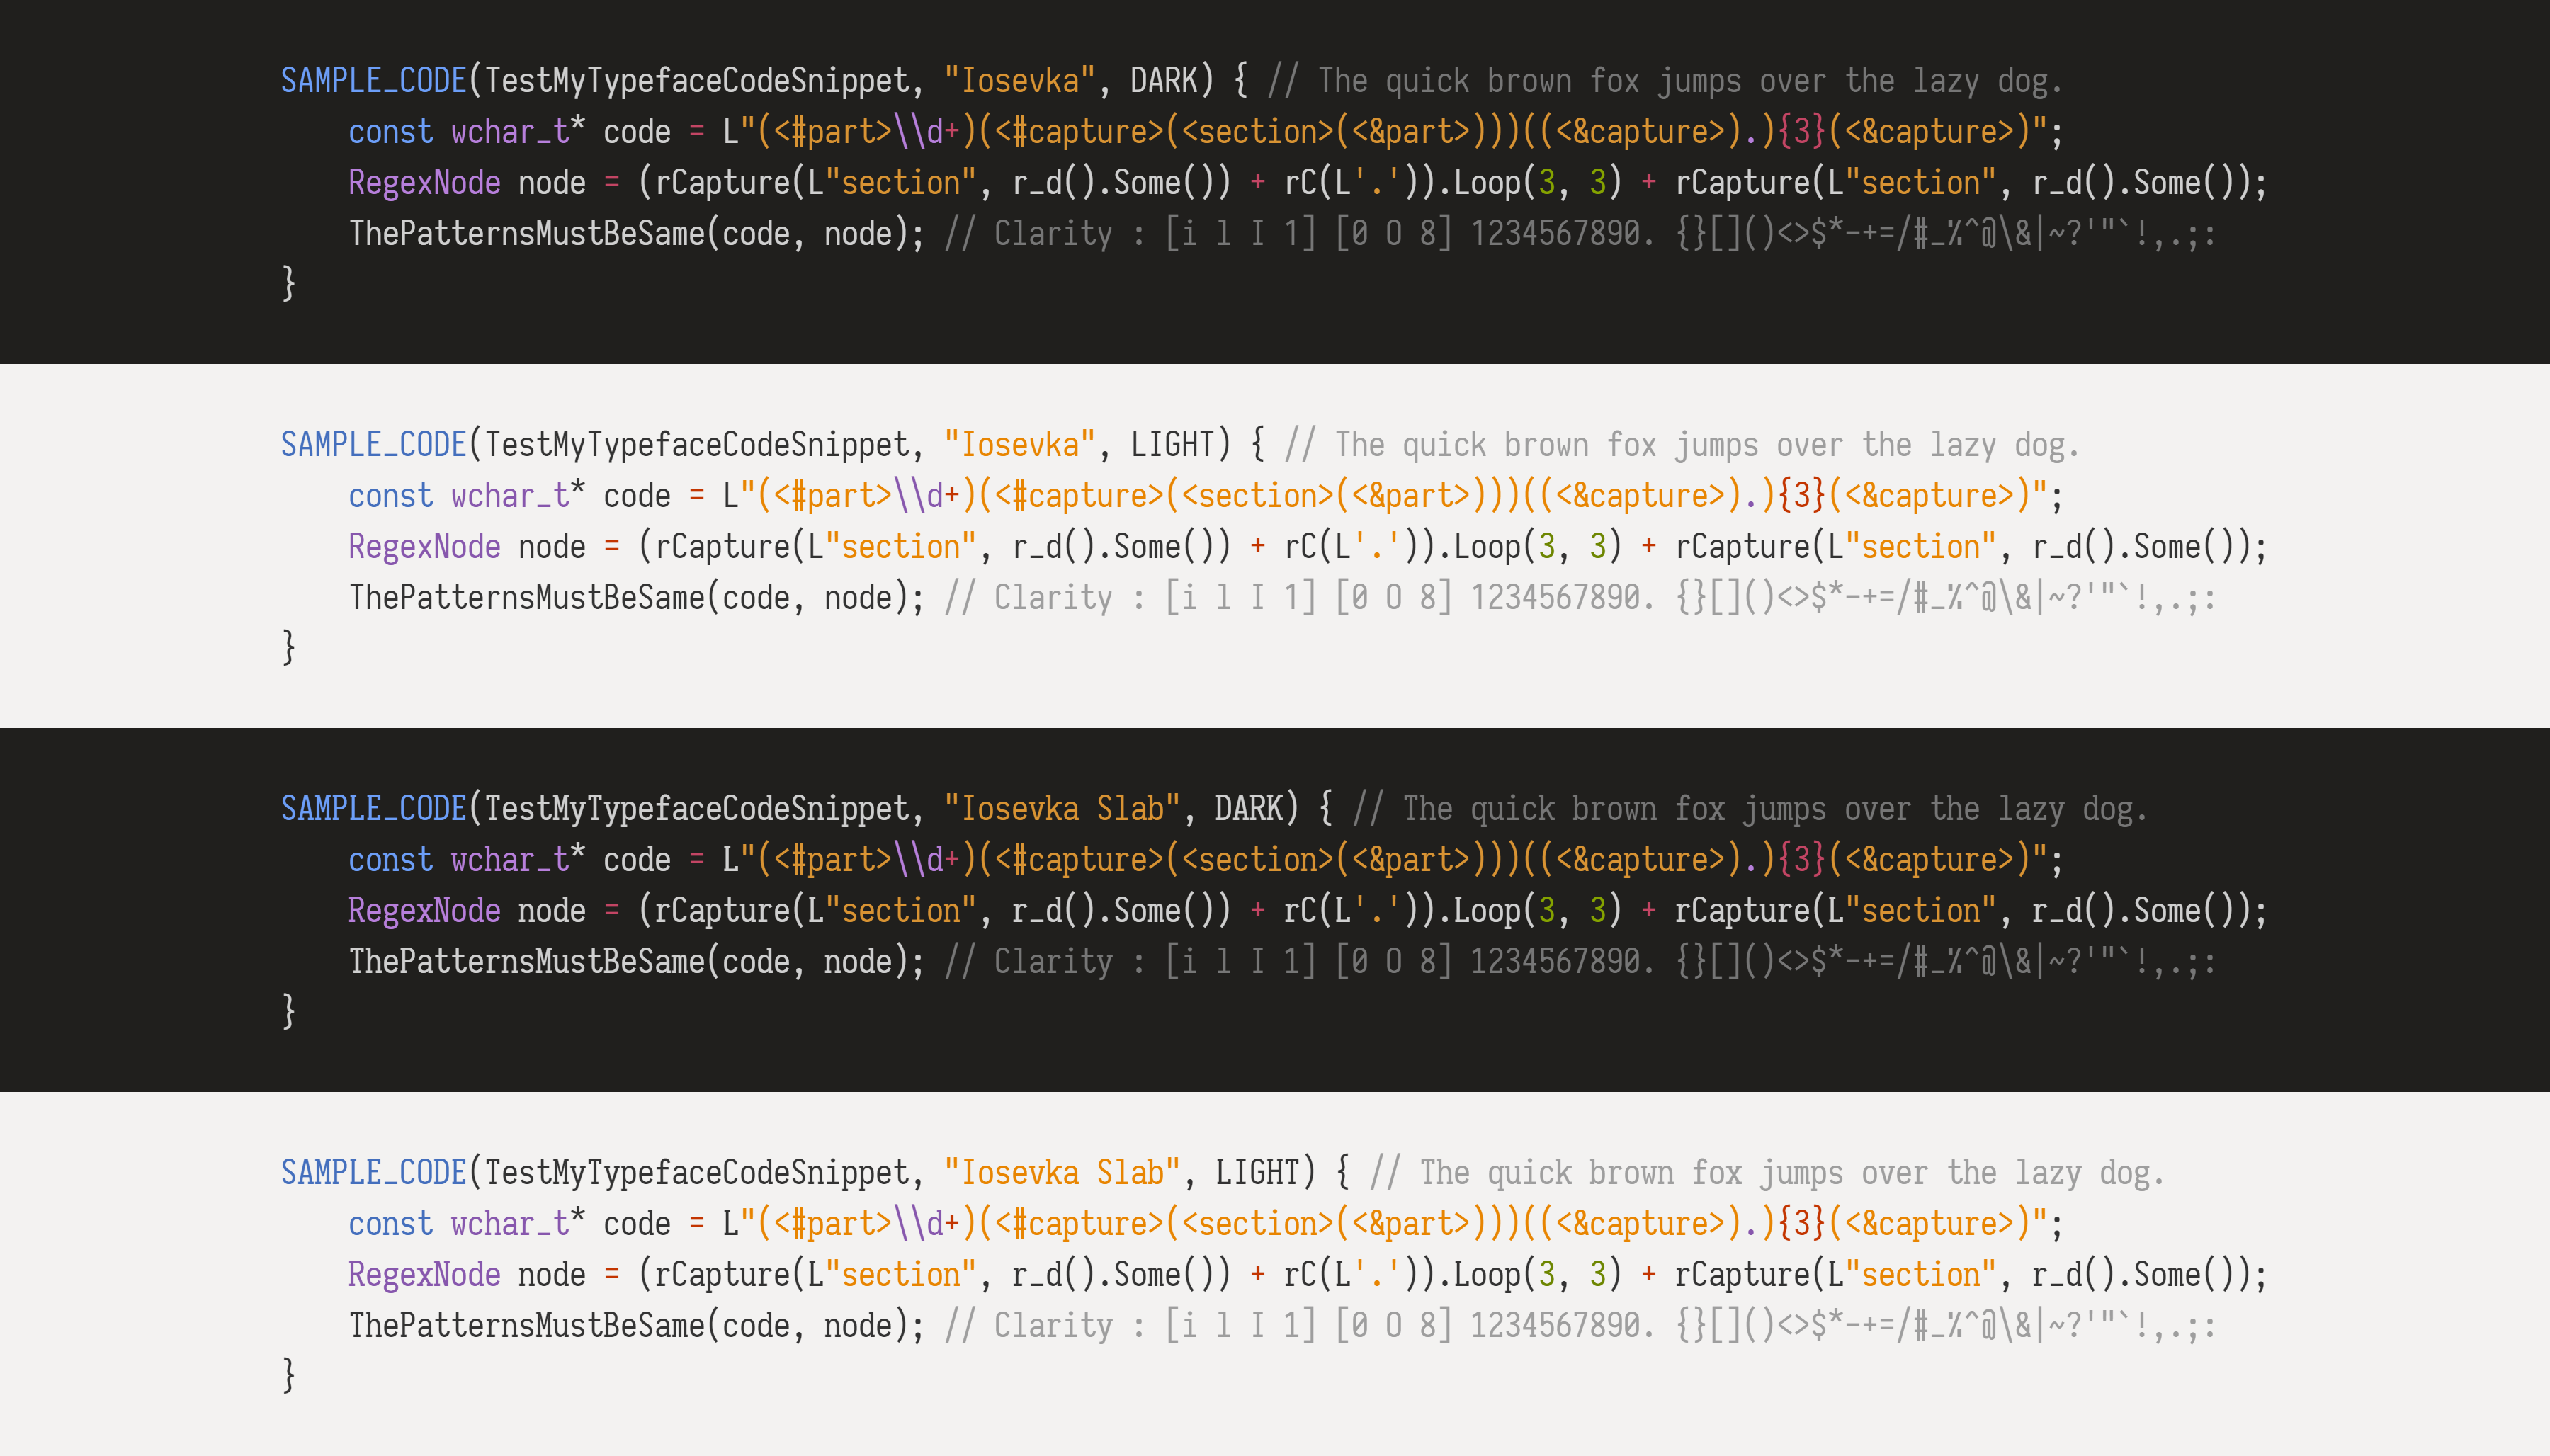 SAMPLE_CODE(TestMyTypefaceCodeSnippet, "Iosevka", DARK) { // The quick brown fox jumps over the lazy dog.
    const wchar_t* code = L"(<#part>\\d+)(<#capture>(<section>(<&part>)))((<&capture>).){3}(<&capture>)";
    RegexNode node = (rCapture(L"section", r_d().Some()) + rC(L'.')).Loop(3, 3) + rCapture(L"section", r_d().Some());
    ThePatternsMustBeSame(code, node); // Clarity : [i l I 1] [0 O 8] 1234567890. {}[]()<>$*-+=/#_%^@\&|~?'"`!,.;:
}
SAMPLE_CODE(TestMyTypefaceCodeSnippet, "Iosevka", LIGHT) { // The quick brown fox jumps over the lazy dog.
    const wchar_t* code = L"(<#part>\\d+)(<#capture>(<section>(<&part>)))((<&capture>).){3}(<&capture>)";
    RegexNode node = (rCapture(L"section", r_d().Some()) + rC(L'.')).Loop(3, 3) + rCapture(L"section", r_d().Some());
    ThePatternsMustBeSame(code, node); // Clarity : [i l I 1] [0 O 8] 1234567890. {}[]()<>$*-+=/#_%^@\&|~?'"`!,.;:
}
SAMPLE_CODE(TestMyTypefaceCodeSnippet, "Iosevka Slab", DARK) { // The quick brown fox jumps over the lazy dog.
    const wchar_t* code = L"(<#part>\\d+)(<#capture>(<section>(<&part>)))((<&capture>).){3}(<&capture>)";
    RegexNode node = (rCapture(L"section", r_d().Some()) + rC(L'.')).Loop(3, 3) + rCapture(L"section", r_d().Some());
    ThePatternsMustBeSame(code, node); // Clarity : [i l I 1] [0 O 8] 1234567890. {}[]()<>$*-+=/#_%^@\&|~?'"`!,.;:
}
SAMPLE_CODE(TestMyTypefaceCodeSnippet, "Iosevka Slab", LIGHT) { // The quick brown fox jumps over the lazy dog.
    const wchar_t* code = L"(<#part>\\d+)(<#capture>(<section>(<&part>)))((<&capture>).){3}(<&capture>)";
    RegexNode node = (rCapture(L"section", r_d().Some()) + rC(L'.')).Loop(3, 3) + rCapture(L"section", r_d().Some());
    ThePatternsMustBeSame(code, node); // Clarity : [i l I 1] [0 O 8] 1234567890. {}[]()<>$*-+=/#_%^@\&|~?'"`!,.;:
}